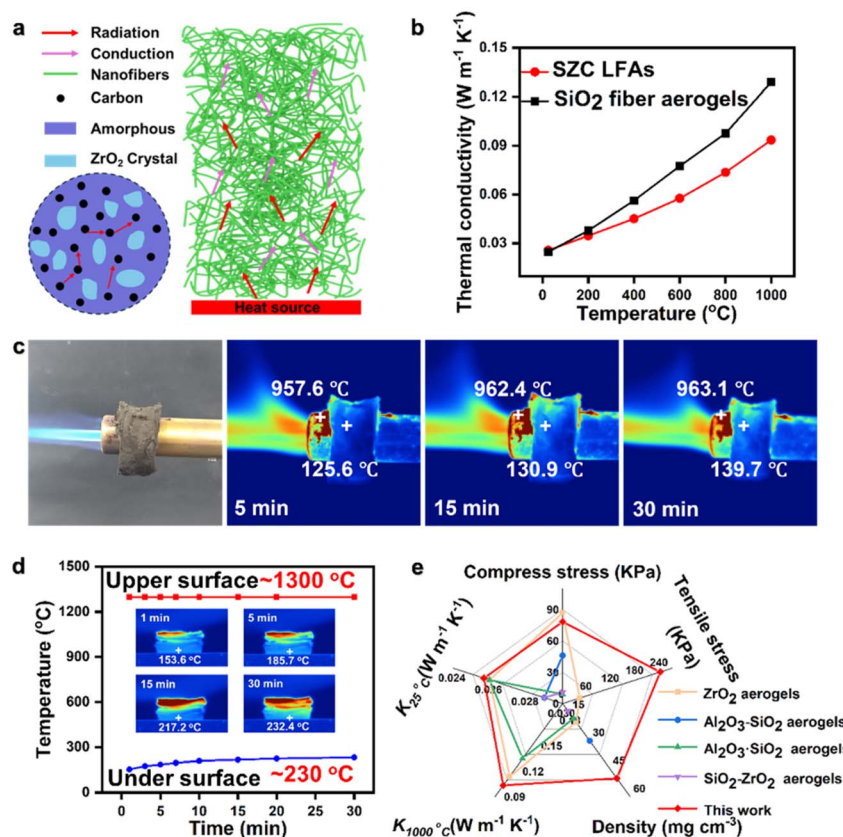 a
Radiation
Conduction
Nanofibers
Carbon
Amorphous
ZrO₂ Crystal
Heat source
b
Thermal conductivity (W m⁻¹ K⁻¹)
0.15
0.12
0.09
0.06
0.03
SZC LFAs
SiO₂ fiber aerogels
0 200 400 600 800 1000
Temperature (°C)
c
957.6 °C
125.6 °C
5 min
962.4 °C
130.9 °C
15 min
963.1 °C
139.7 °C
30 min
d
Temperature (°C)
1500
1200
900
600
300
0
Upper surface ~1300 °C
1 min
153.6 °C
5 min
185.7 °C
15 min
217.2 °C
30 min
232.4 °C
Under surface ~230 °C
0 5 10 15 20 25 30
Time (min)
e
Compress stress (KPa)
90
60
30
0
Tensile stress (KPa)
240
180
120
60
K25 °C (W m⁻¹ K⁻¹)
0.024
0.026
0.028
0.15
0.12
0.09
K1000 °C (W m⁻¹ K⁻¹)
15
30
45
60
Density (mg cm⁻³)
ZrO₂ aerogels
Al₂O₃-SiO₂ aerogels
Al₂O₃·SiO₂ aerogels
SiO₂-ZrO₂ aerogels
This work